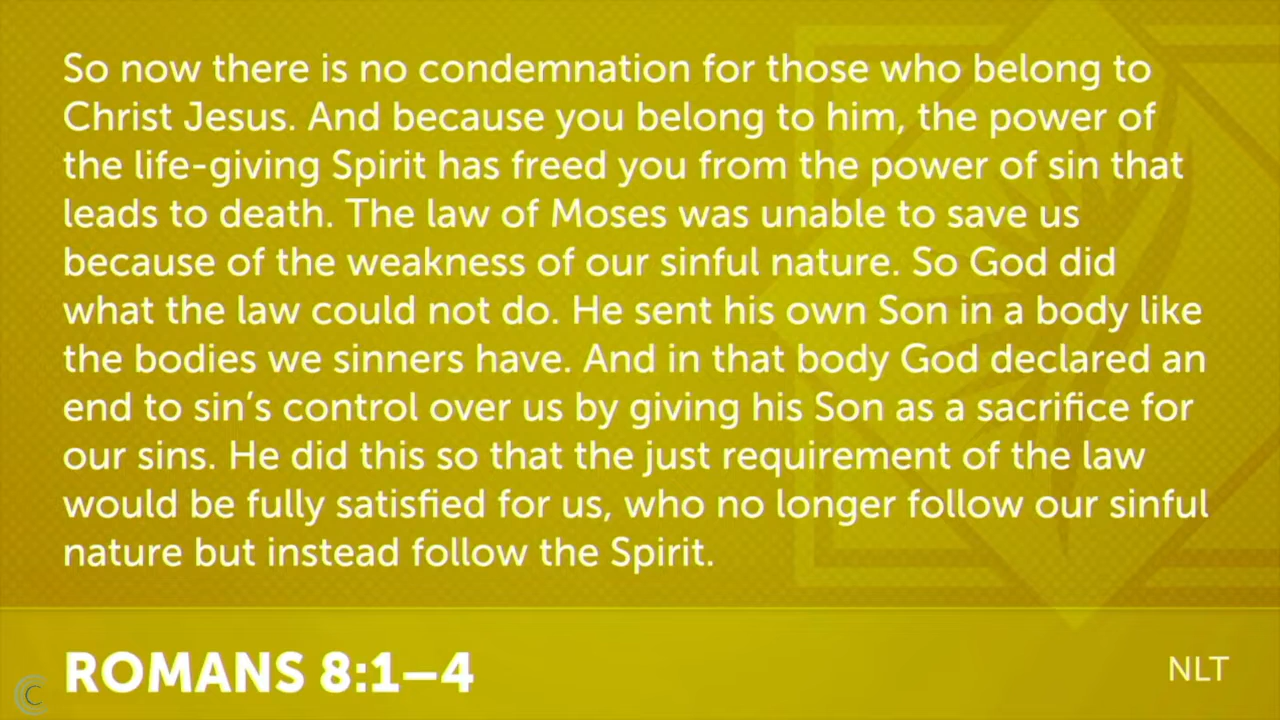 So now there is no condemnation for those who belong to
Christ Jesus. And because you belong to him, the power of
the life-giving Spirit has freed you from the power of sin that
leads to death. The law of Moses was unable to save us
because of the weakness of our sinful nature. So God did
what the law could not do. He sent his own Son in a body like
the bodies we sinners have. And in that body God declared an
end to sin’s control over us by giving his Son as a sacrifice for
our sins. He did this so that the just requirement of the law
would be fully satisfied for us, who no longer follow our sinful
nature but instead follow the Spirit.
ROMANS 8:1–4
NLT
C